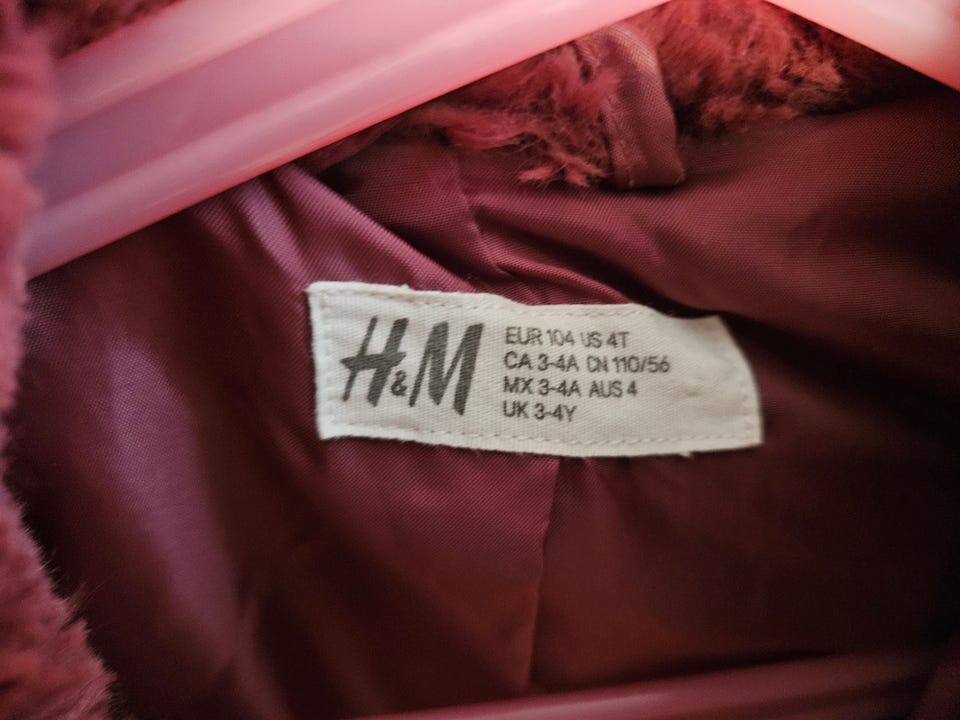 H&M
EUR 104 US 4T
CA 3-4A CN 110/56
MX 3-4A AUS 4
UK 3-4Y